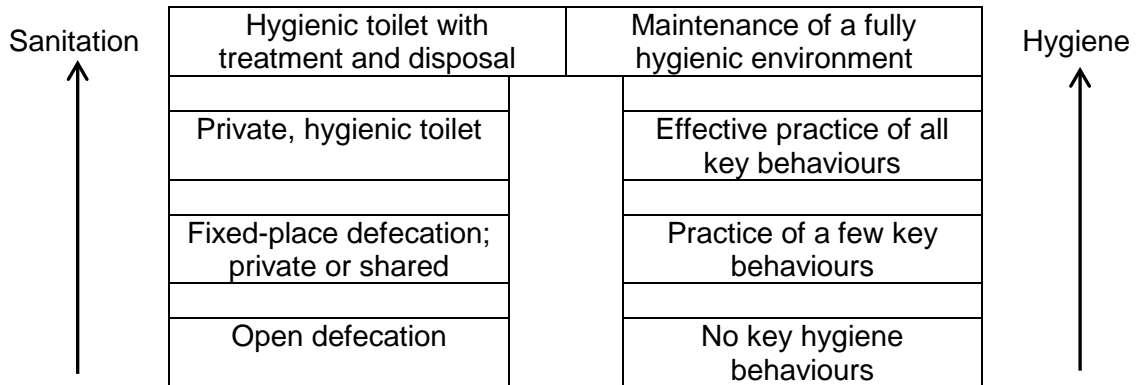 Sanitation
Hygienic toilet with
treatment and disposal
Maintenance of a fully
hygienic environment
Hygiene
Private, hygienic toilet
Effective practice of all
key behaviours
Fixed-place defecation;
private or shared
Practice of a few key
behaviours
Open defecation
No key hygiene
behaviours